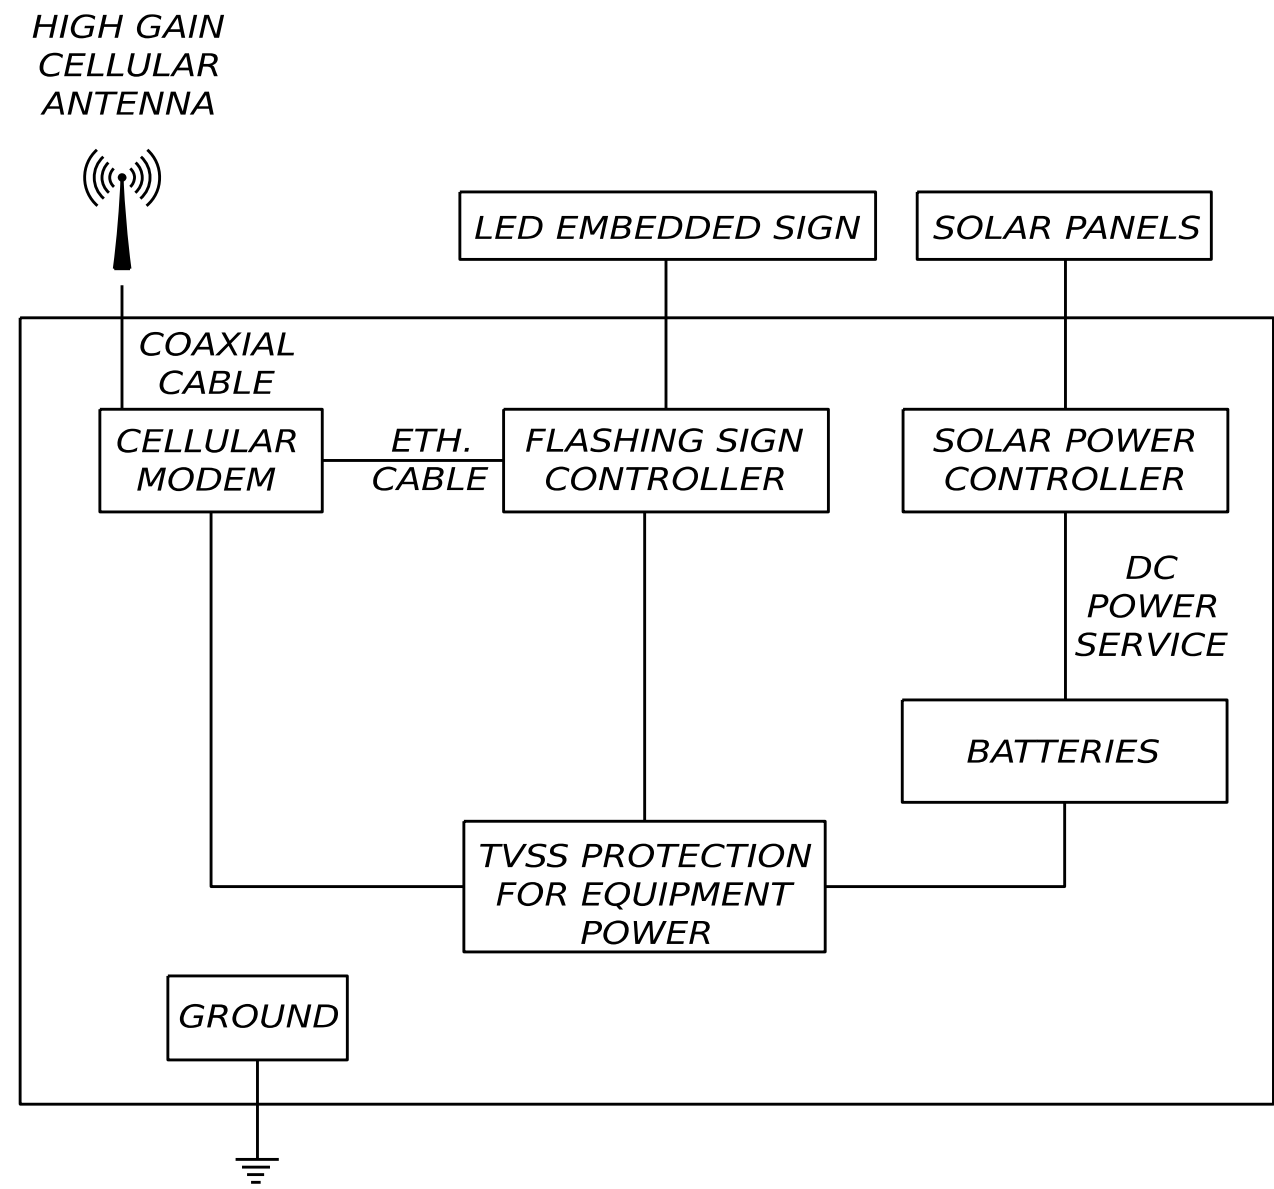 HIGH GAIN
CELLULAR
ANTENNA
LED EMBEDDED SIGN
SOLAR PANELS
COAXIAL
CABLE
CELLULAR
MODEM
ETH.
CABLE
FLASHING SIGN
CONTROLLER
SOLAR POWER
CONTROLLER
DC
POWER
SERVICE
BATTERIES
TVSS PROTECTION
FOR EQUIPMENT
POWER
GROUND